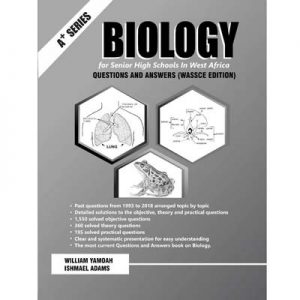 A+ SERIES
BIOLOGY
for Senior High Schools In West Africa
QUESTIONS AND ANSWERS (WASSCE EDITION)
LUNG
• Past questions from 1993 to 2018 arranged topic by topic
• Detailed solutions to the objective, theory and practical questions
• 1,550 solved objective questions
• 360 solved theory questions
• 185 solved practical questions
• Clear and systematic presentation for easy understanding
• The most current Questions and Answers book on Biology.
WILLIAM YAMOAH
ISHMAEL ADAMS